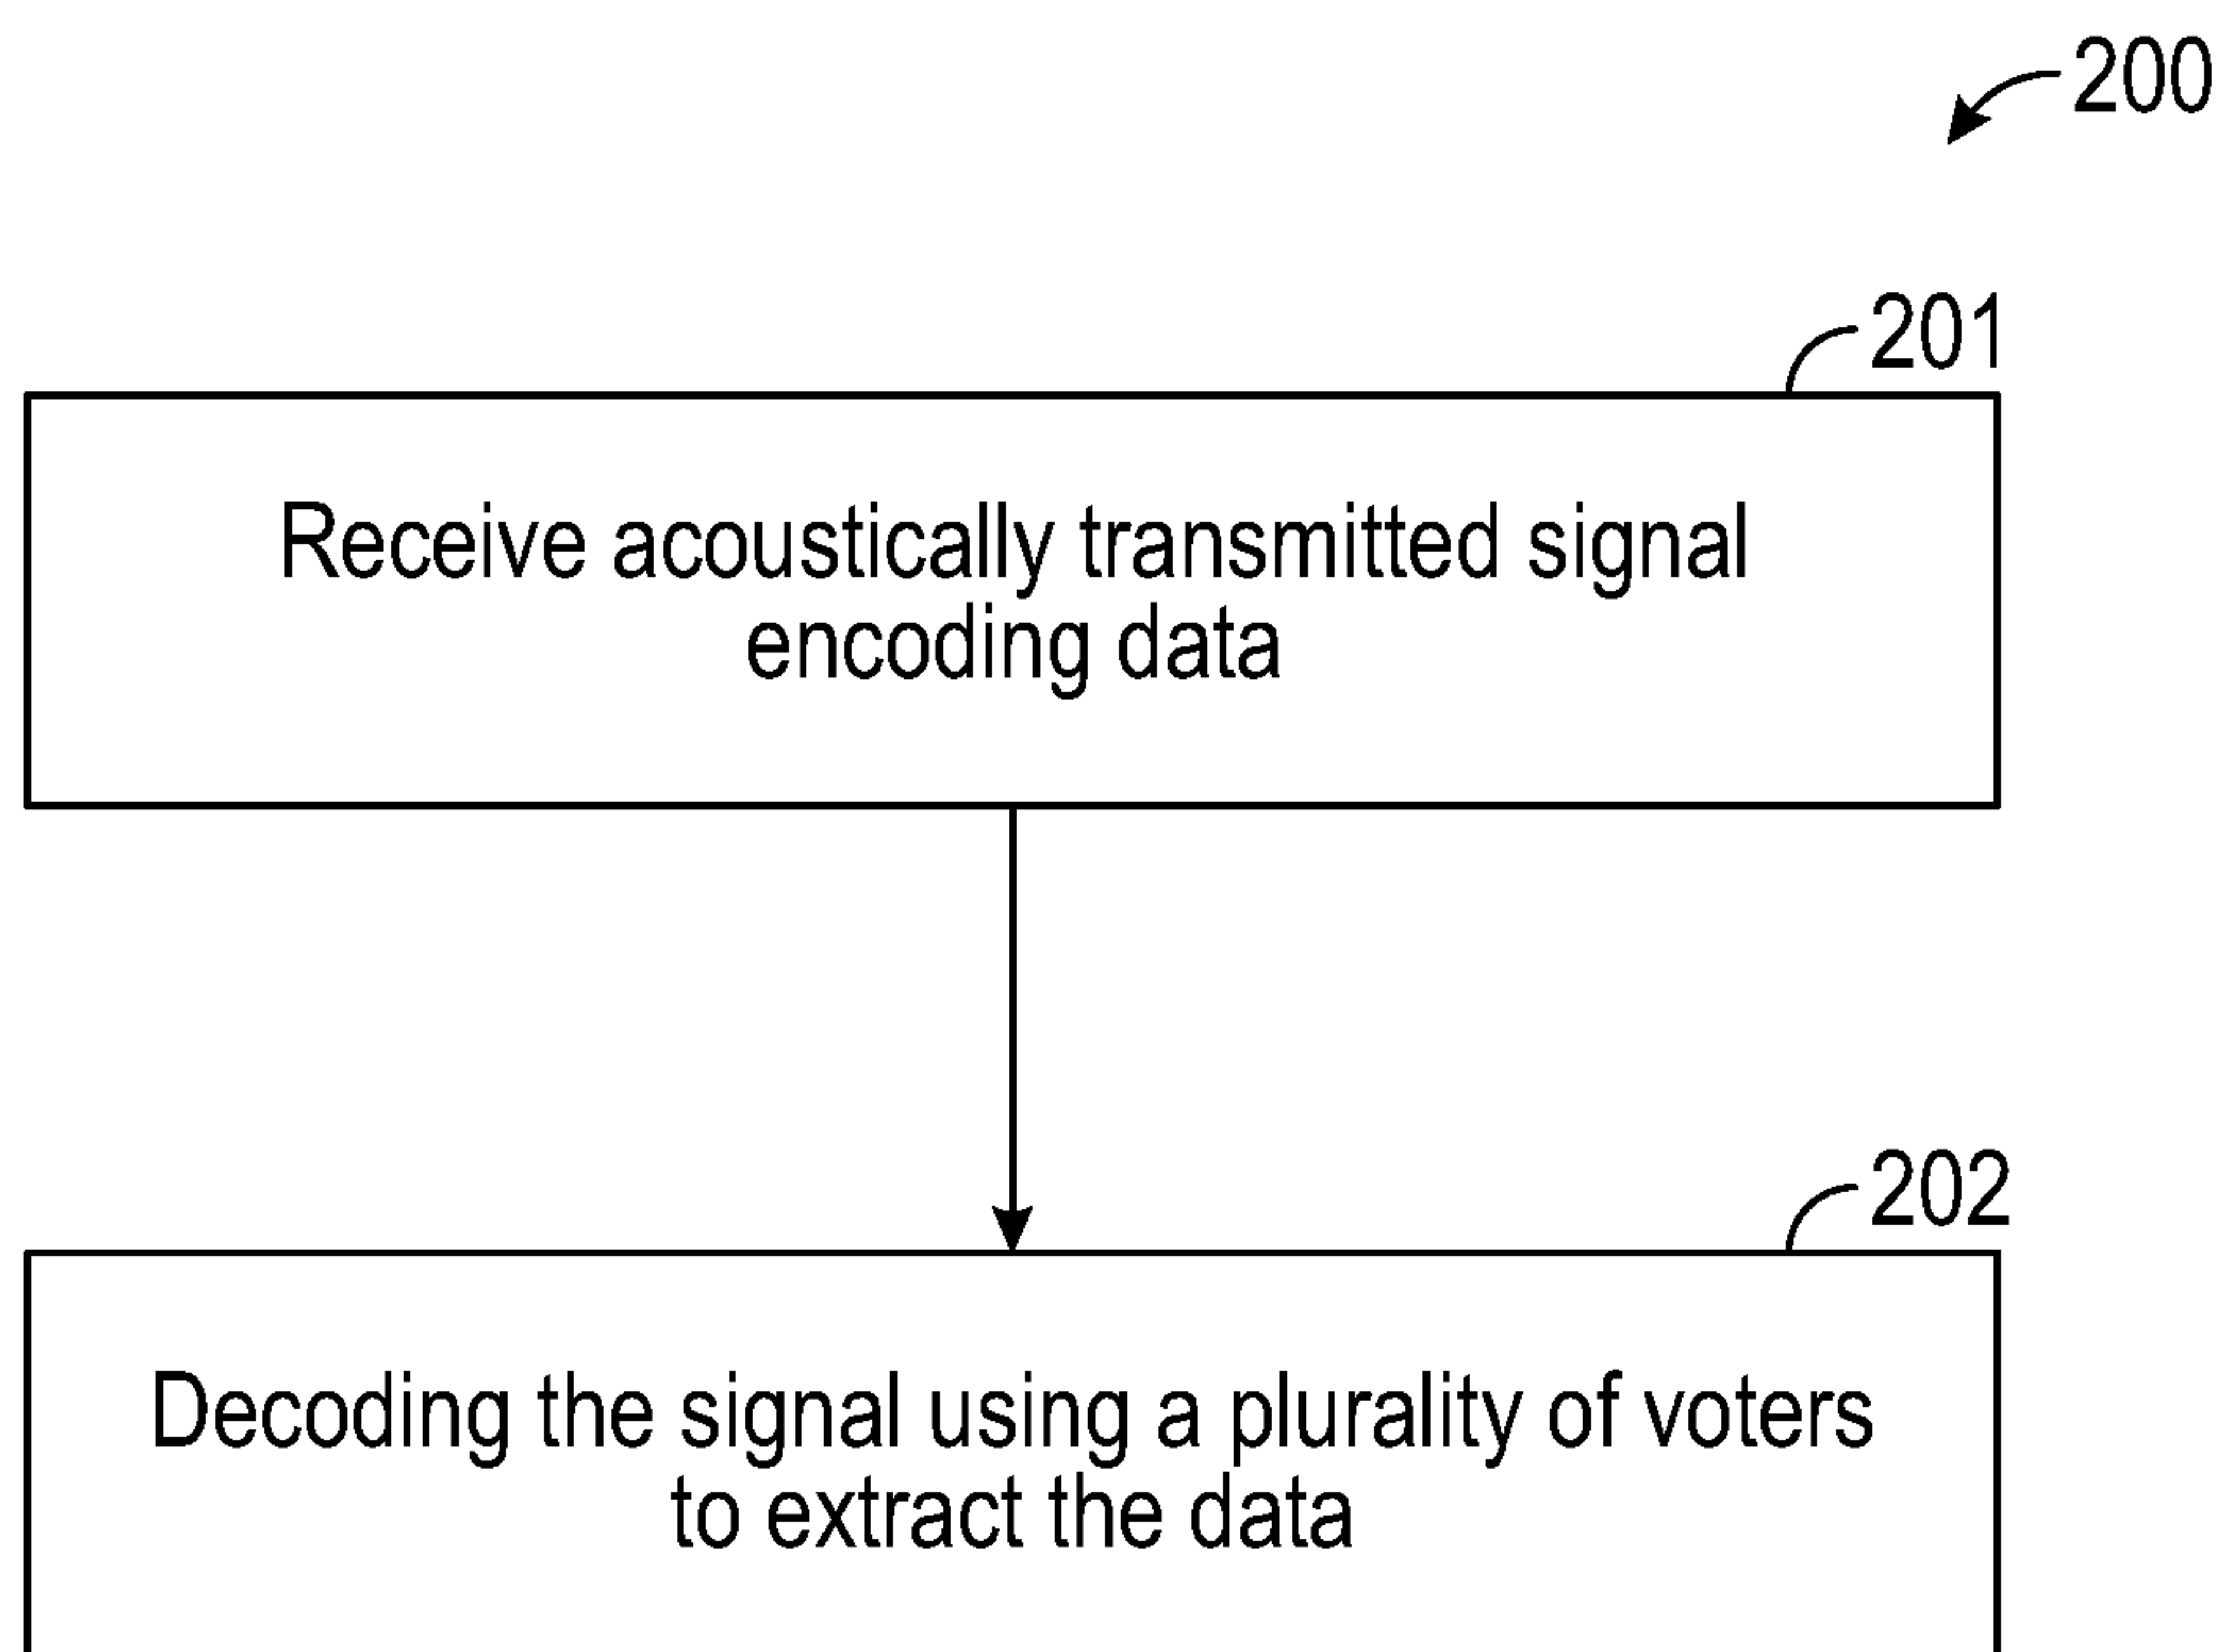 200
201
Receive acoustically transmitted signal
encoding data
202
Decoding the signal using a plurality of voters
to extract the data